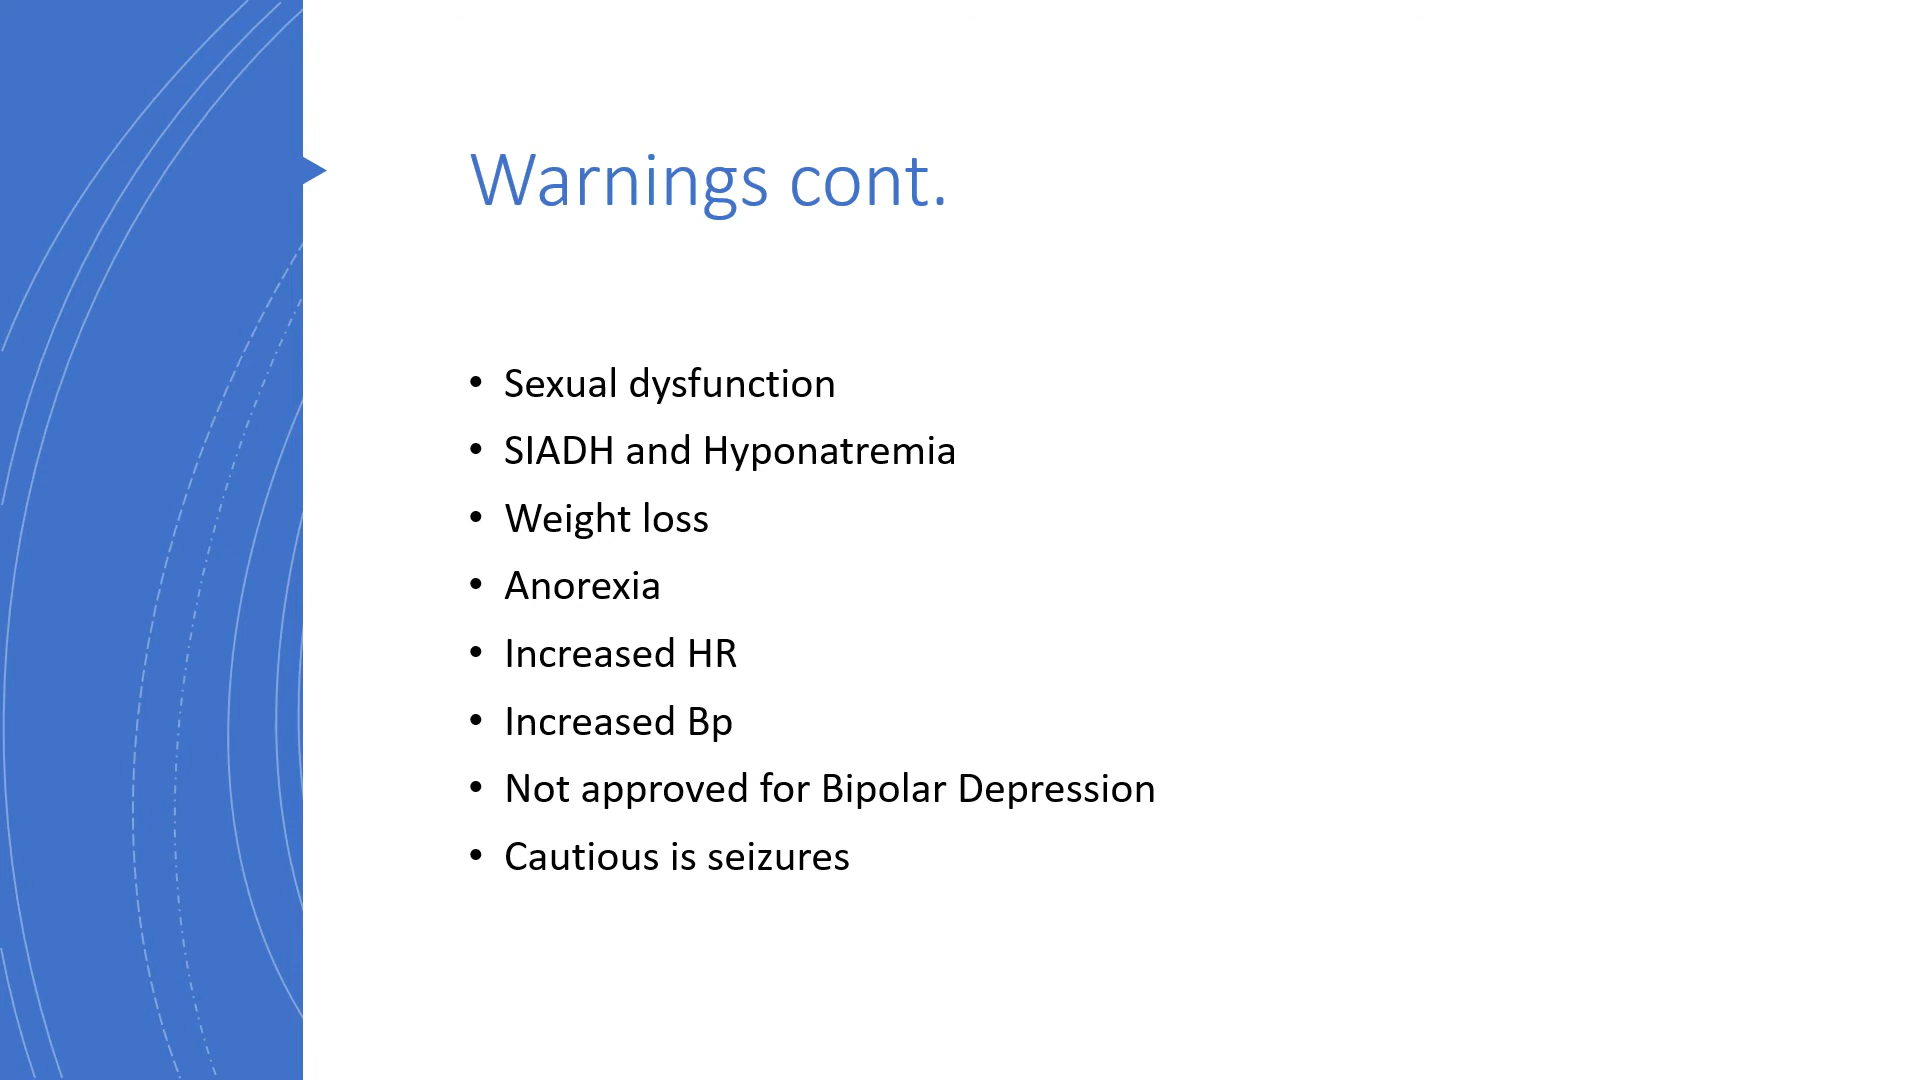 Warnings cont.
• Sexual dysfunction
• SIADH and Hyponatremia
• Weight loss
• Anorexia
• Increased HR
• Increased Bp
• Not approved for Bipolar Depression
• Cautious is seizures